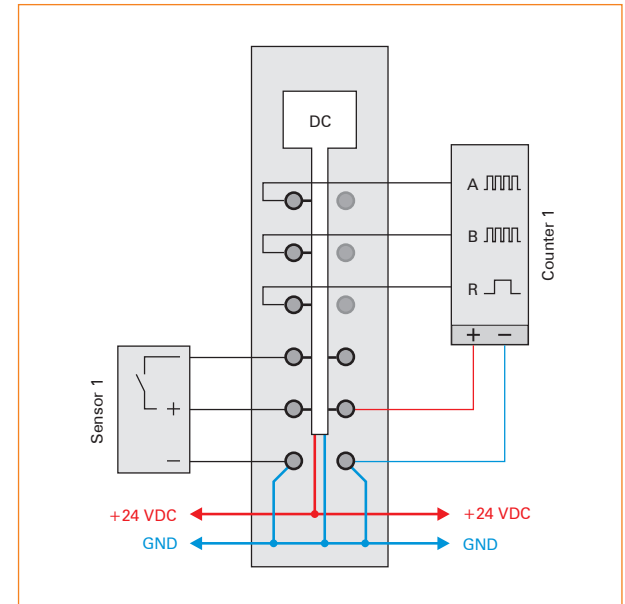 DC
A
B
R
+ −
Counter 1
Sensor 1
+
−
+24 VDC
+24 VDC
GND
GND